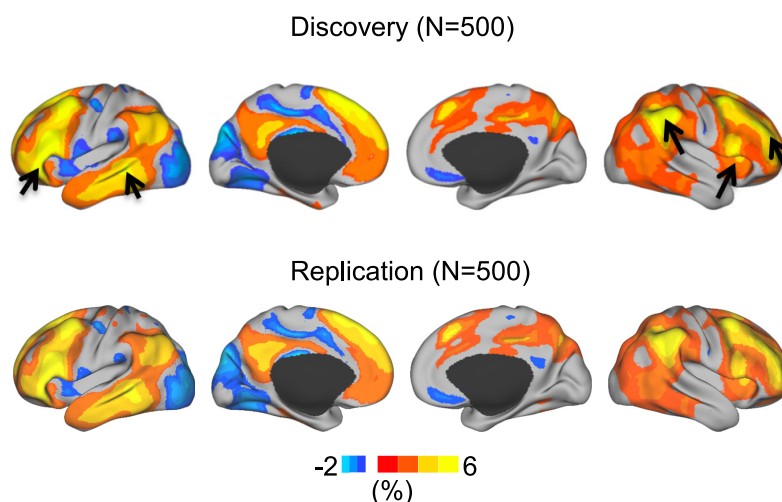 Discovery (N=500)
Replication (N=500)
-2 6
(%)